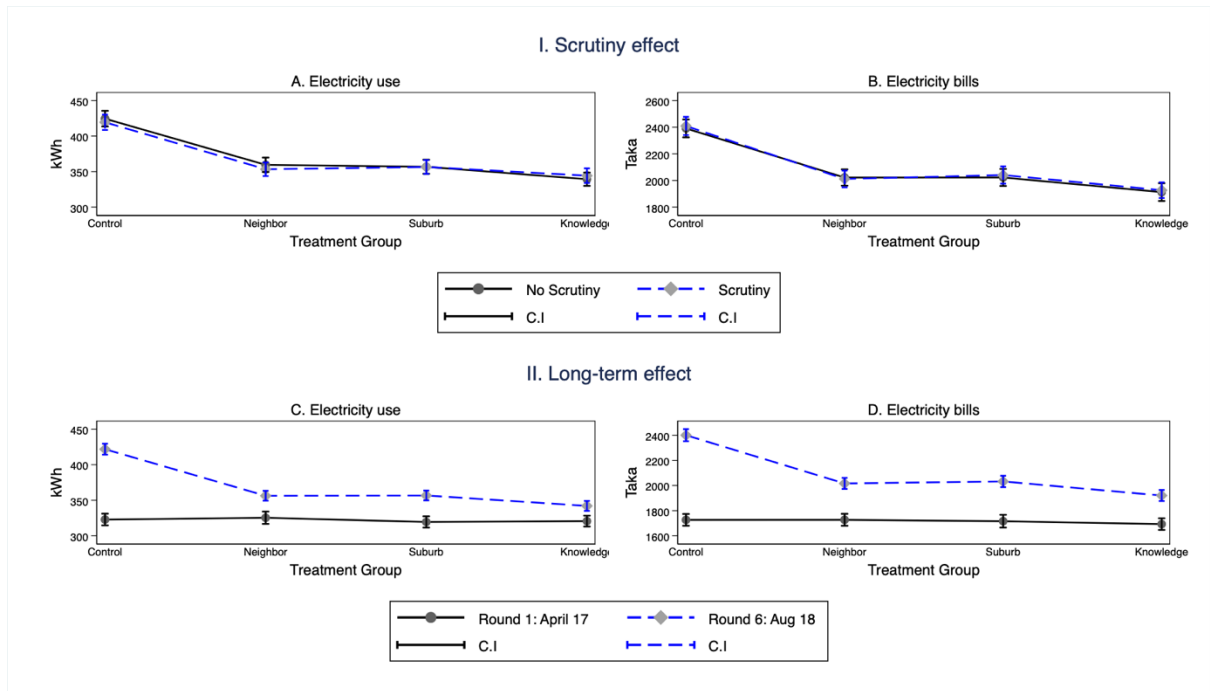 I. Scrutiny effect
A. Electricity use
450
400
350
300
kWh
Control
Neighbor
Suburb
Knowledge
Treatment Group
B. Electricity bills
2600
2400
2200
2000
1800
Taka
Control
Neighbor
Suburb
Knowledge
Treatment Group
No Scrutiny
Scrutiny
C.I
C.I
II. Long-term effect
C. Electricity use
450
400
350
300
kWh
Control
Neighbor
Suburb
Knowledge
Treatment Group
D. Electricity bills
2400
2200
2000
1800
1600
Taka
Control
Neighbor
Suburb
Knowledge
Treatment Group
Round 1: April 17
Round 6: Aug 18
C.I
C.I